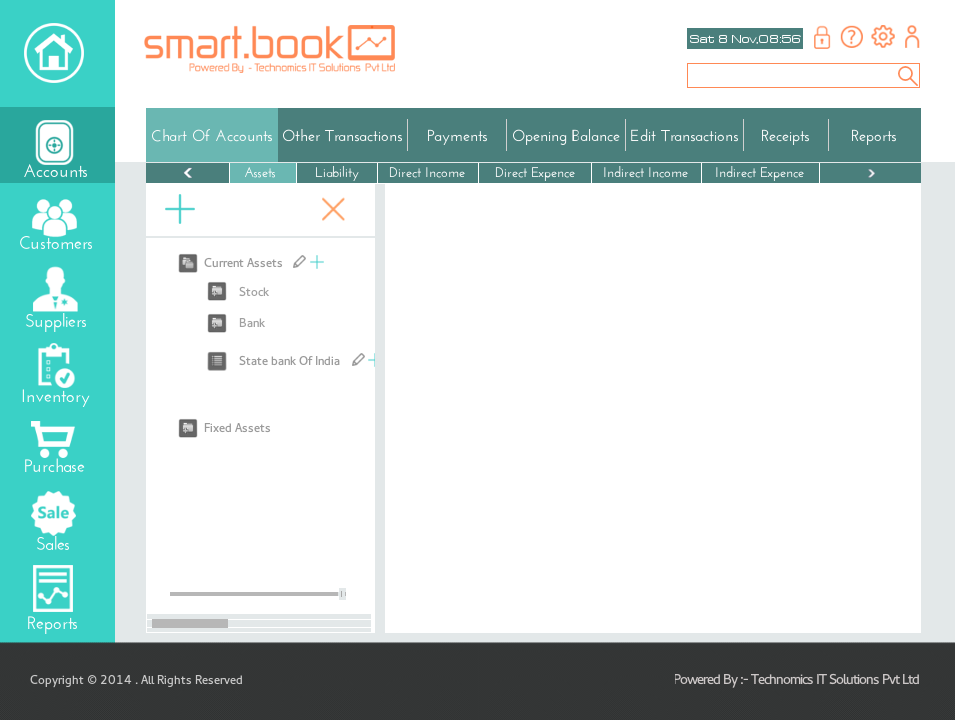 smart.book
Powered By :- Technomics IT Solutions Pvt Ltd
Sat 8 Nov,08:56
Accounts
Customers
Suppliers
Inventory
Purchase
Sale
Sales
Reports
Chart Of Accounts Other Transactions Payments Opening Balance Edit Transactions Receipts Reports
Assets Liability Direct Income Direct Expence Indirect Income Indirect Expence
Current Assets
Stock
Bank
State bank Of India
Fixed Assets
Copyright © 2014 . All Rights Reserved
Powered By :- Technomics IT Solutions Pvt Ltd